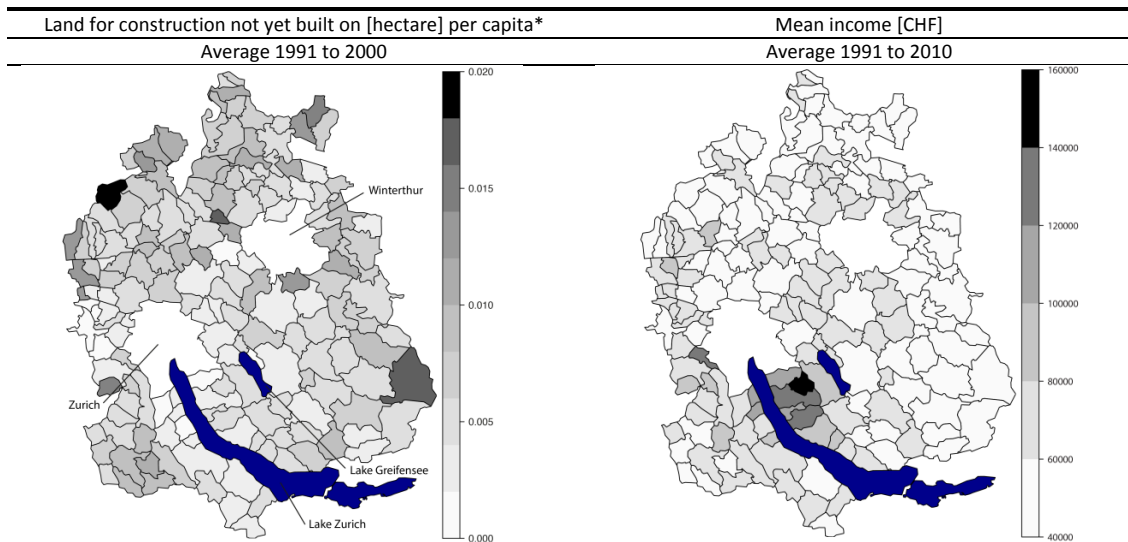 Land for construction not yet built on [hectare] per capita*
Mean income [CHF]
Average 1991 to 2000
Average 1991 to 2010
0.020
0.015
0.010
0.005
0.000
Winterthur
Zurich
Lake Greifensee
Lake Zurich
160000
140000
120000
100000
80000
60000
40000